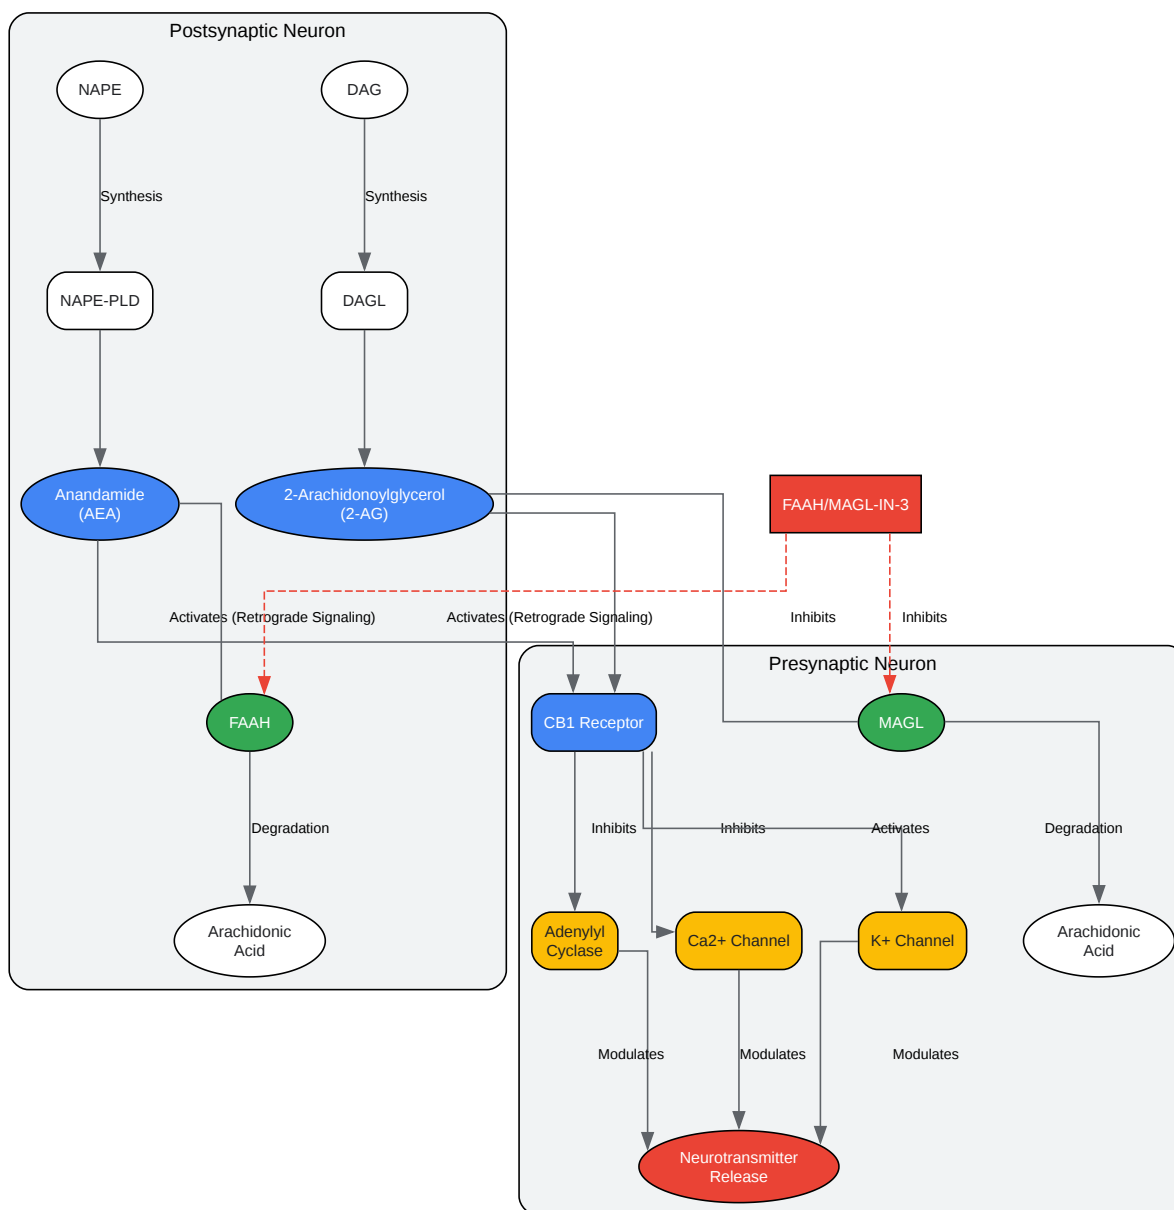 Postsynaptic Neuron
NAPE
DAG
Synthesis
Synthesis
NAPE-PLD
DAGL
Anandamide
(AEA)
2-Arachidonoylglycerol
(2-AG)
FAAH/MAGL-IN-3
Activates (Retrograde Signaling)
Activates (Retrograde Signaling)
Inhibits
Inhibits
Presynaptic Neuron
FAAH
CB1 Receptor
MAGL
Degradation
Inhibits
Inhibits
Activates
Degradation
Arachidonic
Acid
Adenylyl
Cyclase
Ca2+ Channel
K+ Channel
Arachidonic
Acid
Modulates
Modulates
Modulates
Neurotransmitter
Release